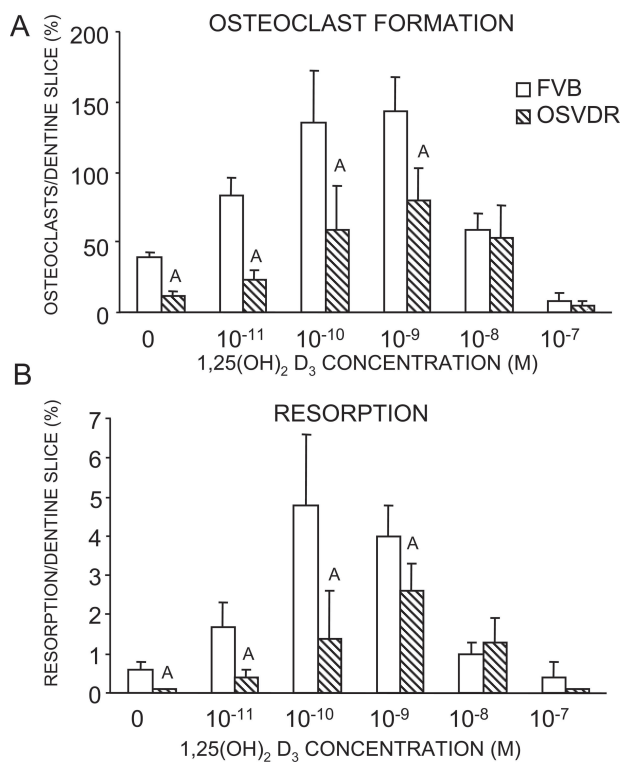 A
OSTEOCLAST FORMATION
OSTEOCLASTS/DENTINE SLICE (%)
200
150
100
50
0
FVB
OSVDR
A
A
A
A
0 10⁻¹¹ 10⁻¹⁰ 10⁻⁹ 10⁻⁸ 10⁻⁷
1,25(OH)₂ D₃ CONCENTRATION (M)
B
RESORPTION
RESORPTION/DENTINE SLICE (%)
7
6
5
4
3
2
1
0
A
A
A
A
0 10⁻¹¹ 10⁻¹⁰ 10⁻⁹ 10⁻⁸ 10⁻⁷
1,25(OH)₂ D₃ CONCENTRATION (M)